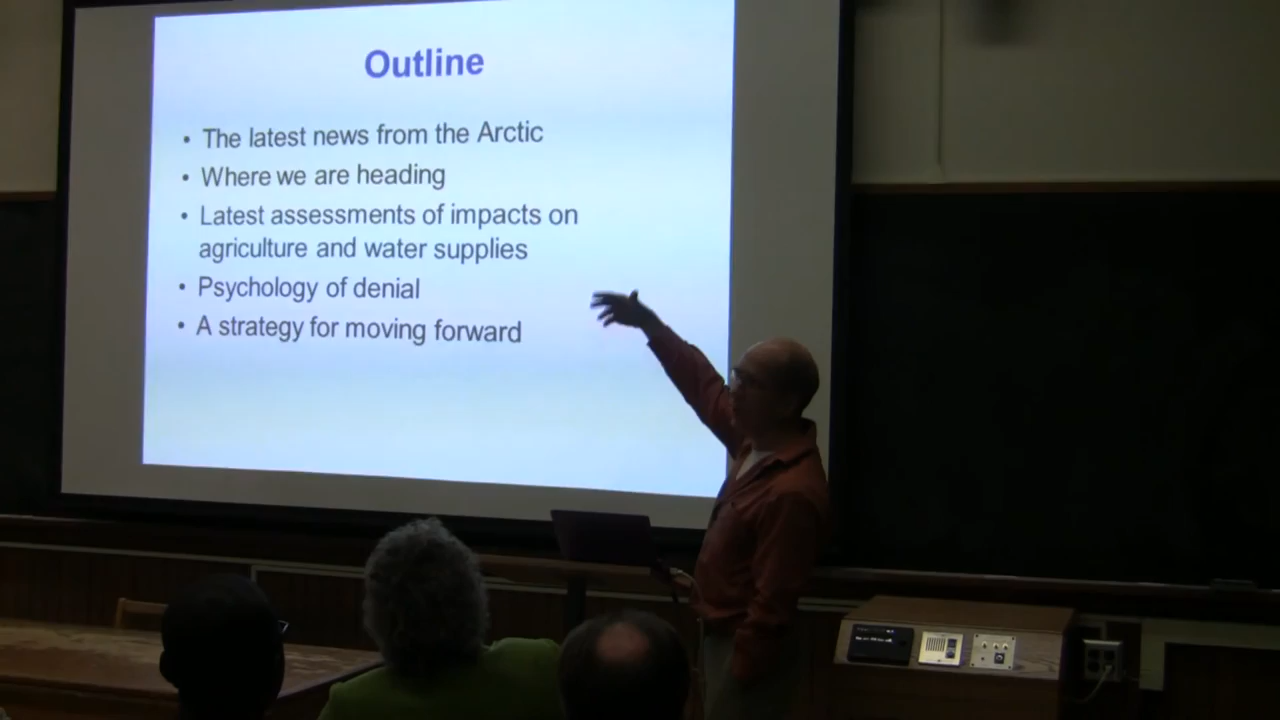 Outline
• The latest news from the Arctic
• Where we are heading
• Latest assessments of impacts on
agriculture and water supplies
• Psychology of denial
• A strategy for moving forward